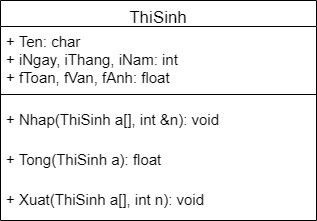 ThiSinh
+ Ten: char
+ iNgay, iThang, iNam: int
+ fToan, fVan, fAnh: float
+ Nhap(ThiSinh a[], int &n): void
+ Tong(ThiSinh a): float
+ Xuat(ThiSinh a[], int n): void